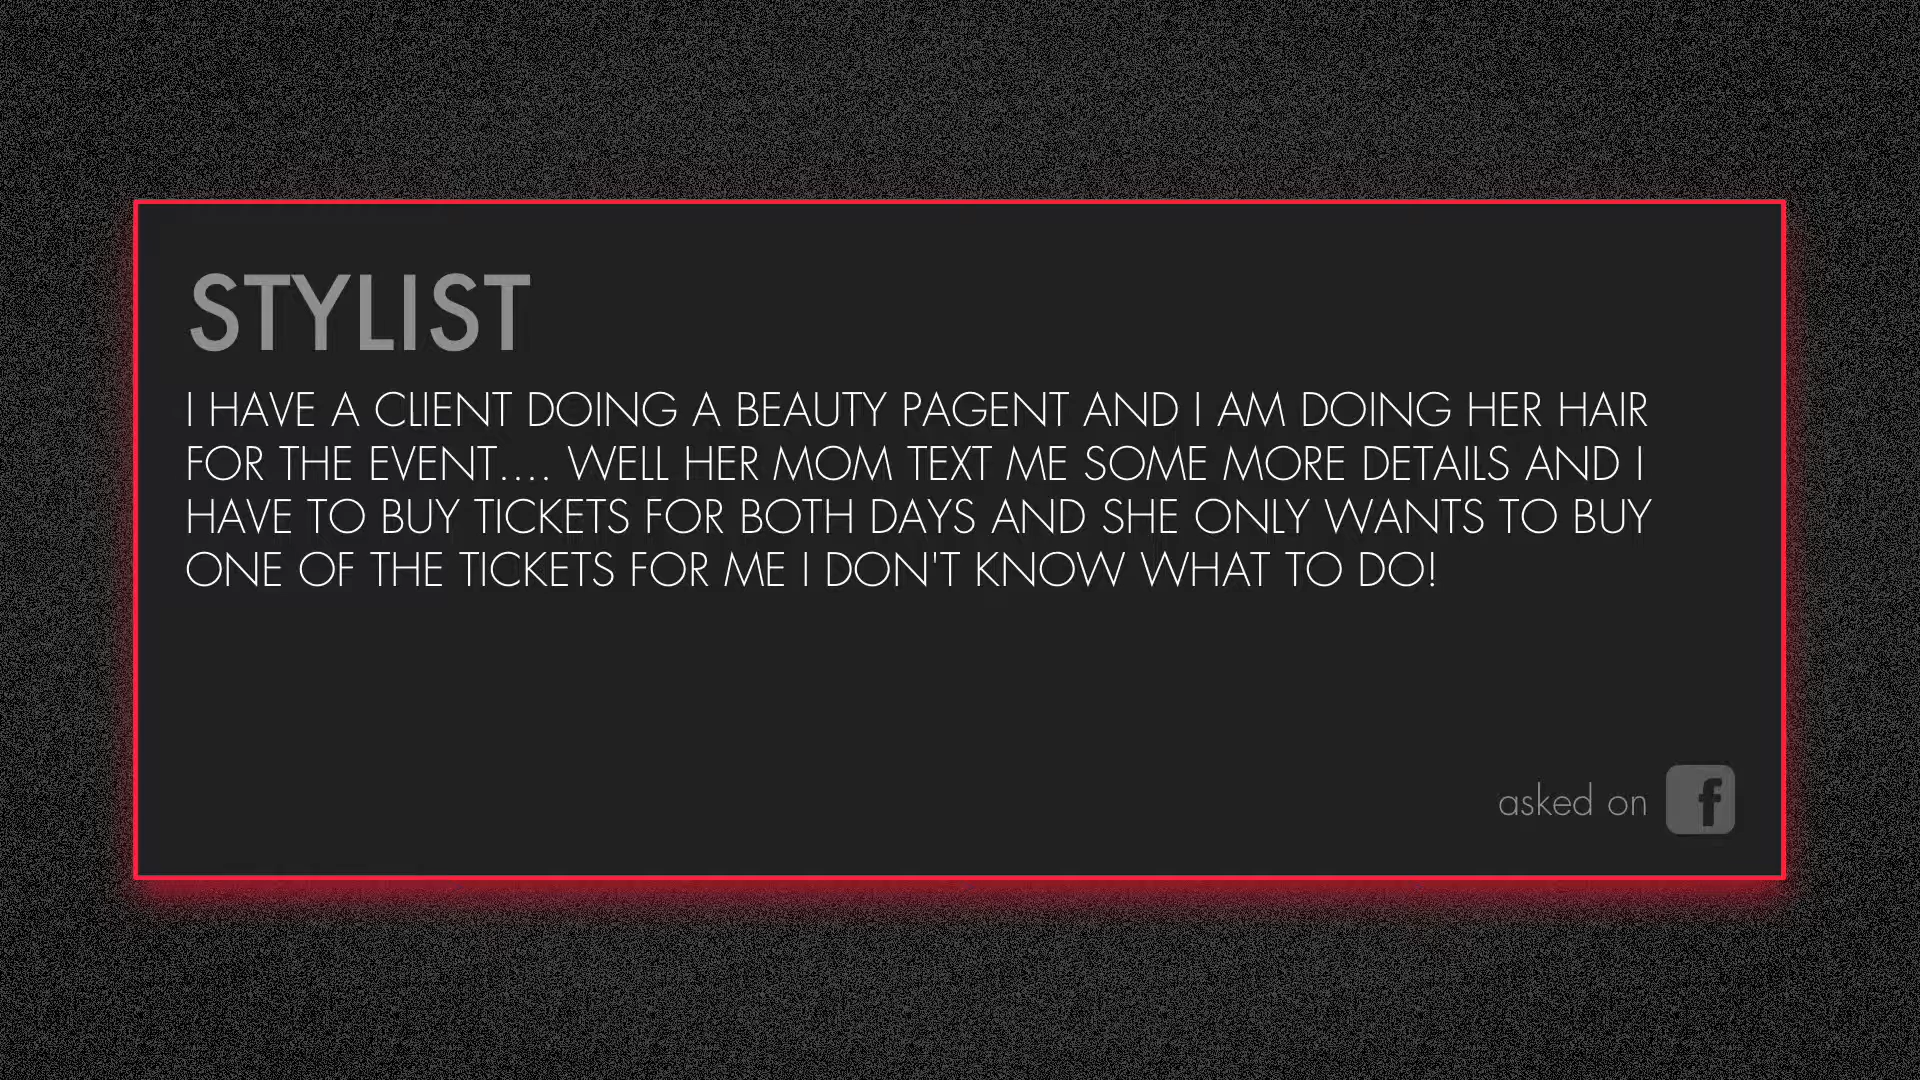 STYLIST
I HAVE A CLIENT DOING A BEAUTY PAGENT AND I AM DOING HER HAIR
FOR THE EVENT.... WELL HER MOM TEXT ME SOME MORE DETAILS AND I
HAVE TO BUY TICKETS FOR BOTH DAYS AND SHE ONLY WANTS TO BUY
ONE OF THE TICKETS FOR ME I DON'T KNOW WHAT TO DO!
asked on f